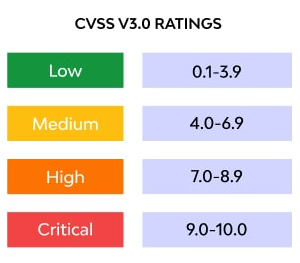 CVSS V3.0 RATINGS
Low 0.1-3.9
Medium 4.0-6.9
High 7.0-8.9
Critical 9.0-10.0